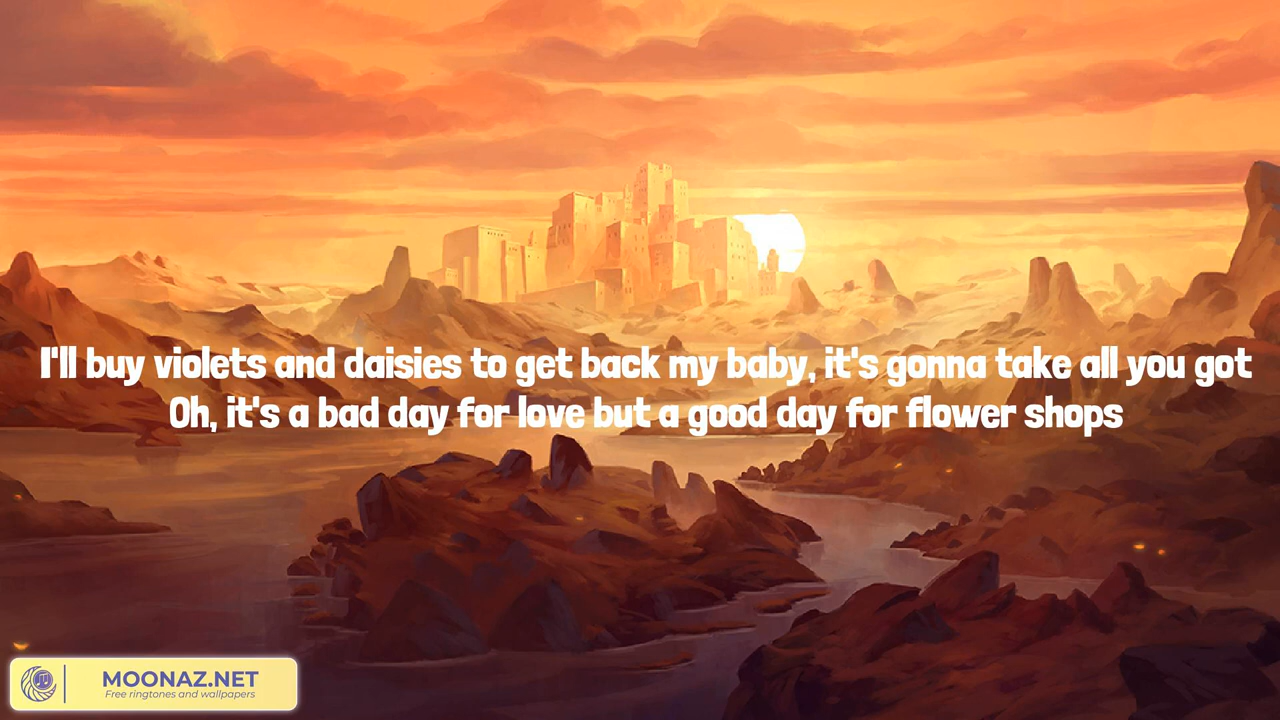 I'll buy violets and daisies to get back my baby, it's gonna take all you got
Oh, it's a bad day for love but a good day for flower shops
MOONAZ.NET
Free ringtones and wallpapers